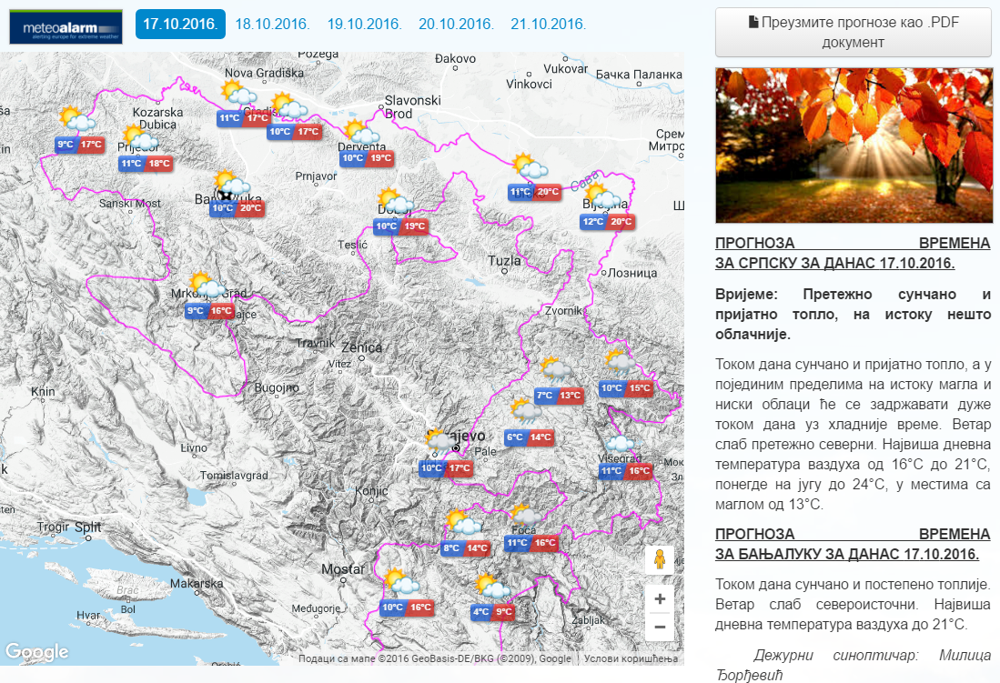 meteoalarm
alerting europe for extreme weather
17.10.2016.
18.10.2016.
19.10.2016.
20.10.2016.
21.10.2016.
Преузмите прогнозе као .PDF
документ
Požega
Đakovo
Vukovar
Vinkovci
Бачка Паланка
Nova Gradiška
Slavonski
Brod
Kozarska
Dubica
11°C 17°C
10°C 17°C
9°C 17°C
Prijedor
11°C 18°C
Derventa
10°C 19°C
Срем
Митро
Prnjavor
Sanski Most
10°C 20°C
Doboj
10°C 19°C
11°C 20°C
Сава
Bijeljina
12°C 20°C
Teslić
Tuzla
Лозница
Mrkonjić Grad
9°C 16°C
Jajce
Zvornik
Travnik
Zenica
Vitez
Bugojno
Knin
7°C 13°C
10°C 15°C
6°C 14°C
Sarajevo
Pale
10°C 17°C
Višegrad
11°C 16°C
Livno
Tomislavgrad
Konjic
Trogir
Split
8°C 14°C
Foča
11°C 16°C
Mostar
Makarska
Brač
Bol
Hvar
Međugorje
10°C 16°C
4°C 9°C
Žabljak
Google
Подаци са мапе ©2016 GeoBasis-DE/BKG (©2009), Google
Услови коришћења
ПРОГНОЗА ВРЕМЕНА
ЗА СРПСКУ ЗА ДАНАС 17.10.2016.
Вријеме: Претежно сунчано и
пријатно топло, на истоку нешто
облачније.
Током дана сунчано и пријатно топло, а у
појединим пределима на истоку магла и
ниски облаци ће се задржавати дуже
током дана уз хладније време. Ветар
слаб претежно северни. Највиша дневна
температура ваздуха од 16°С до 21°С,
понегде на југу до 24°С, у местима са
маглом од 13°С.
ПРОГНОЗА ВРЕМЕНА
ЗА БАЊАЛУКУ ЗА ДАНАС 17.10.2016.
Током дана сунчано и постепено топлије.
Ветар слаб североисточни. Највиша
дневна температура ваздуха до 21°С.
Дежурни синоптичар: Милица
Ђорђевић